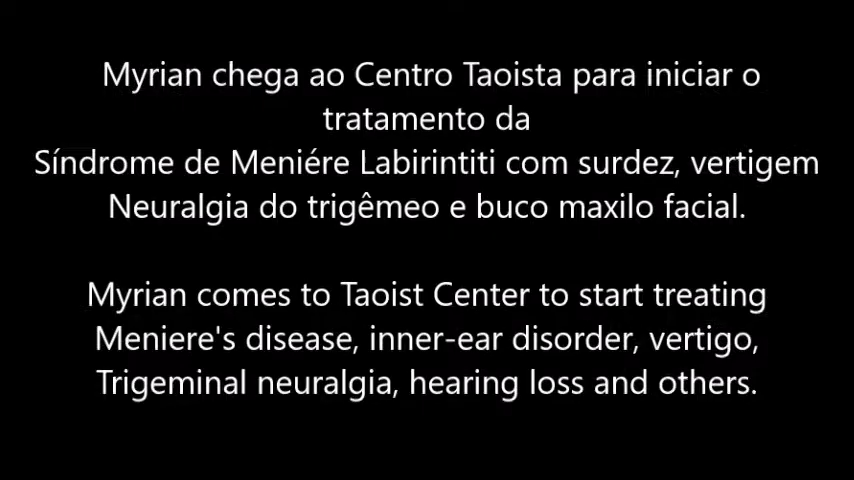 Myrian chega ao Centro Taoista para iniciar o
tratamento da
Síndrome de Meniére Labirintiti com surdez, vertigem
Neuralgia do trigêmeo e buco maxilo facial.
Myrian comes to Taoist Center to start treating
Meniere's disease, inner-ear disorder, vertigo,
Trigeminal neuralgia, hearing loss and others.